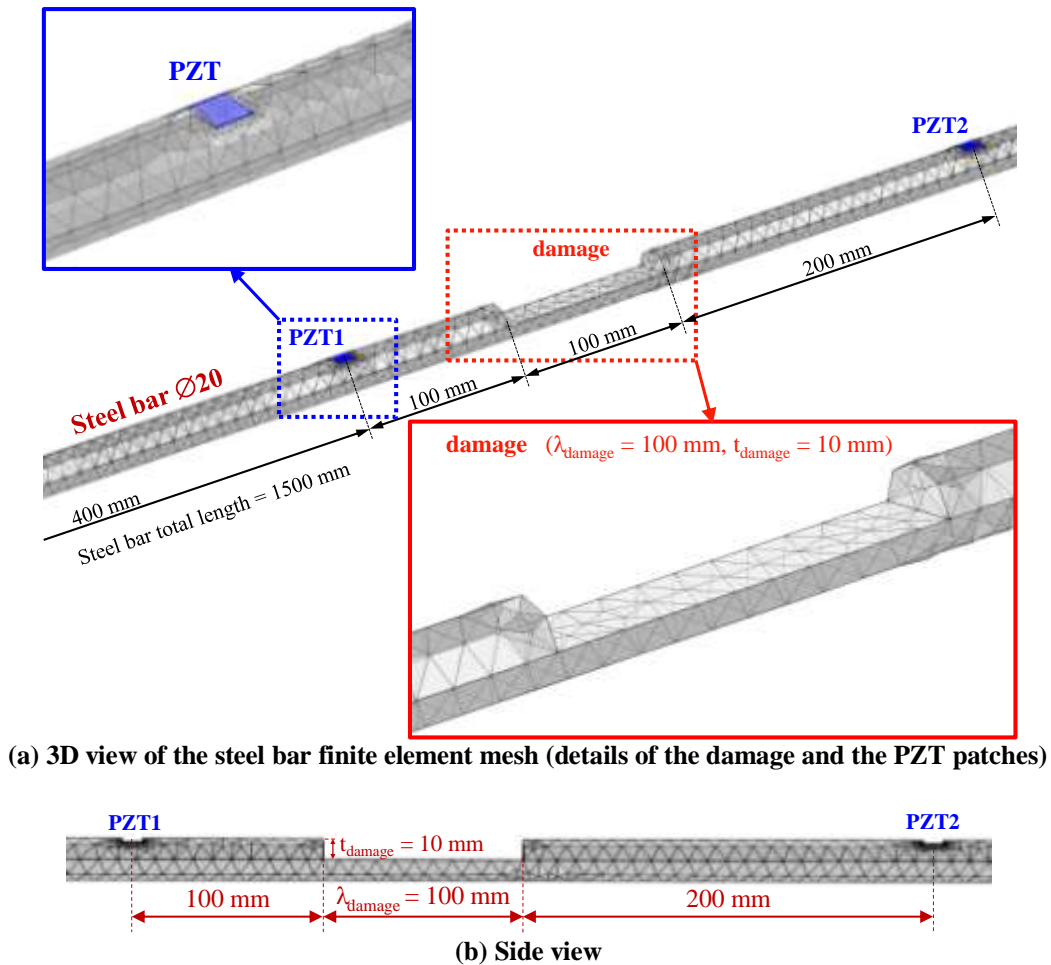 PZT
PZT2
damage
200 mm
PZT1
100 mm
Steel bar ∅20
100 mm
damage (λdamage = 100 mm, tdamage = 10 mm)
400 mm
Steel bar total length = 1500 mm
(a) 3D view of the steel bar finite element mesh (details of the damage and the PZT patches)
PZT1
PZT2
tdamage = 10 mm
100 mm
λdamage = 100 mm
200 mm
(b) Side view